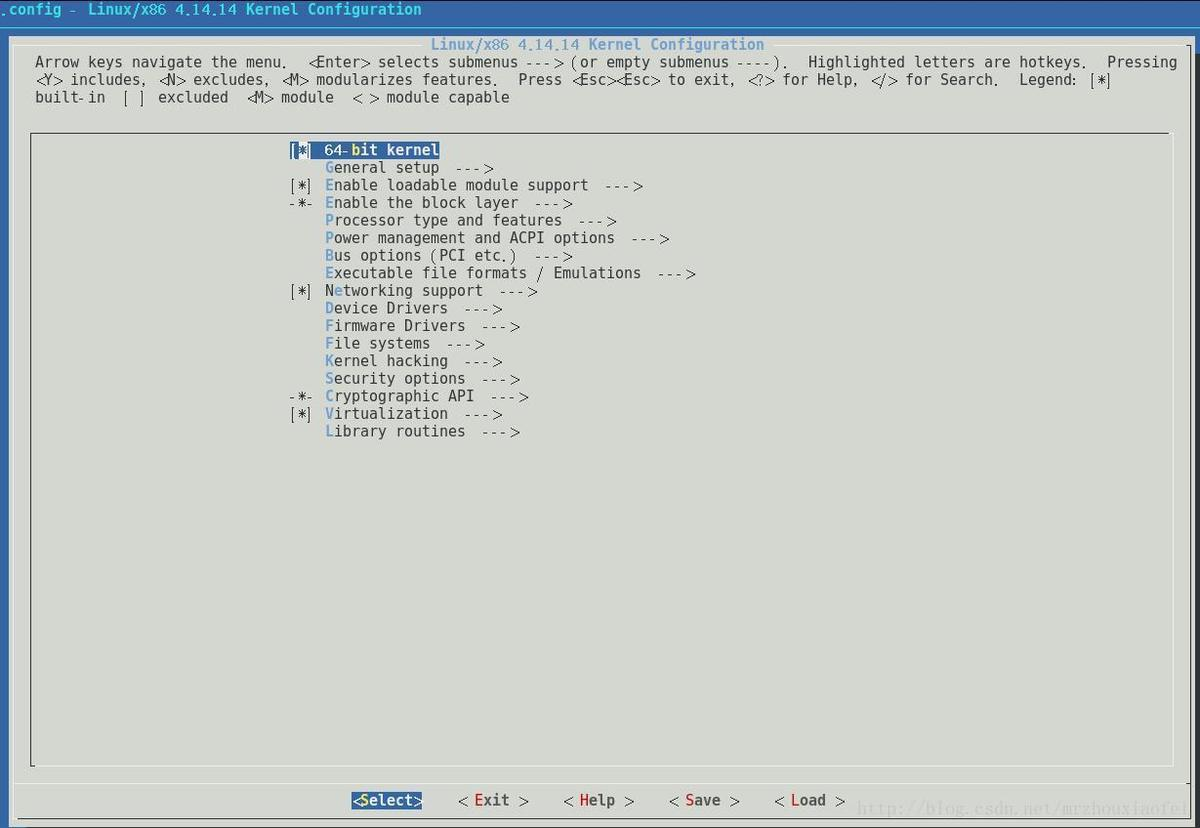 .config - Linux/x86 4.14.14 Kernel Configuration
Linux/x86 4.14.14 Kernel Configuration
Arrow keys navigate the menu.  <Enter> selects submenus ---> (or empty submenus ----).  Highlighted letters are hotkeys.  Pressing
<Y> includes, <N> excludes, <M> modularizes features.  Press <Esc><Esc> to exit, <?> for Help, </> for Search.  Legend: [*]
built-in  [ ]  excluded  <M> module  < > module capable
[*] 64-bit kernel
General setup  --->
[*] Enable loadable module support  --->
-*- Enable the block layer  --->
Processor type and features  --->
Power management and ACPI options  --->
Bus options (PCI etc.)  --->
Executable file formats / Emulations  --->
[*] Networking support  --->
Device Drivers  --->
Firmware Drivers  --->
File systems  --->
Kernel hacking  --->
Security options  --->
-*- Cryptographic API  --->
[*] Virtualization  --->
Library routines  --->
<Select>    < Exit >    < Help >    < Save >    < Load >
http://blog.csdn.net/mrzhouxiaofei